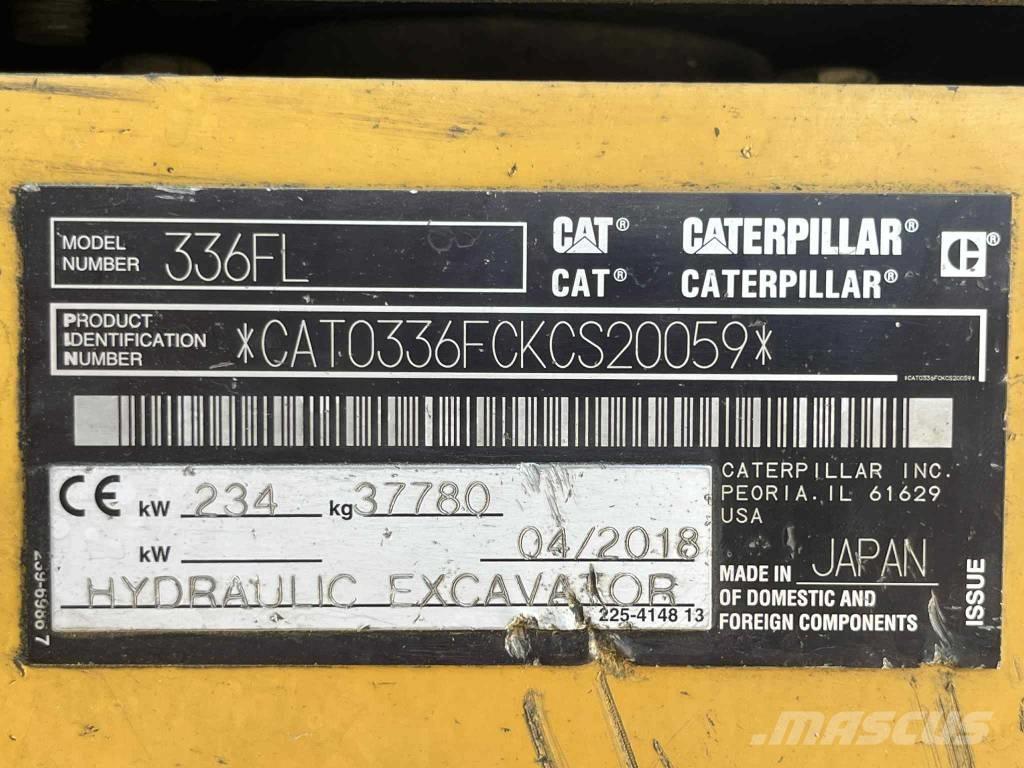 MODEL NUMBER 336FL
CAT® CATERPILLAR®
CAT® CATERPILLAR®
PRODUCT
IDENTIFICATION
NUMBER
*CAT0336FCKCS20059*
*CAT0336FCKCS20059*
CE kW 234 kg 37780
kW 04/2018
HYDRAULIC EXCAVATOR
225-4148 13
CATERPILLAR INC.
PEORIA, IL 61629
USA
MADE IN JAPAN
OF DOMESTIC AND
FOREIGN COMPONENTS
ISSUE
MASCUS